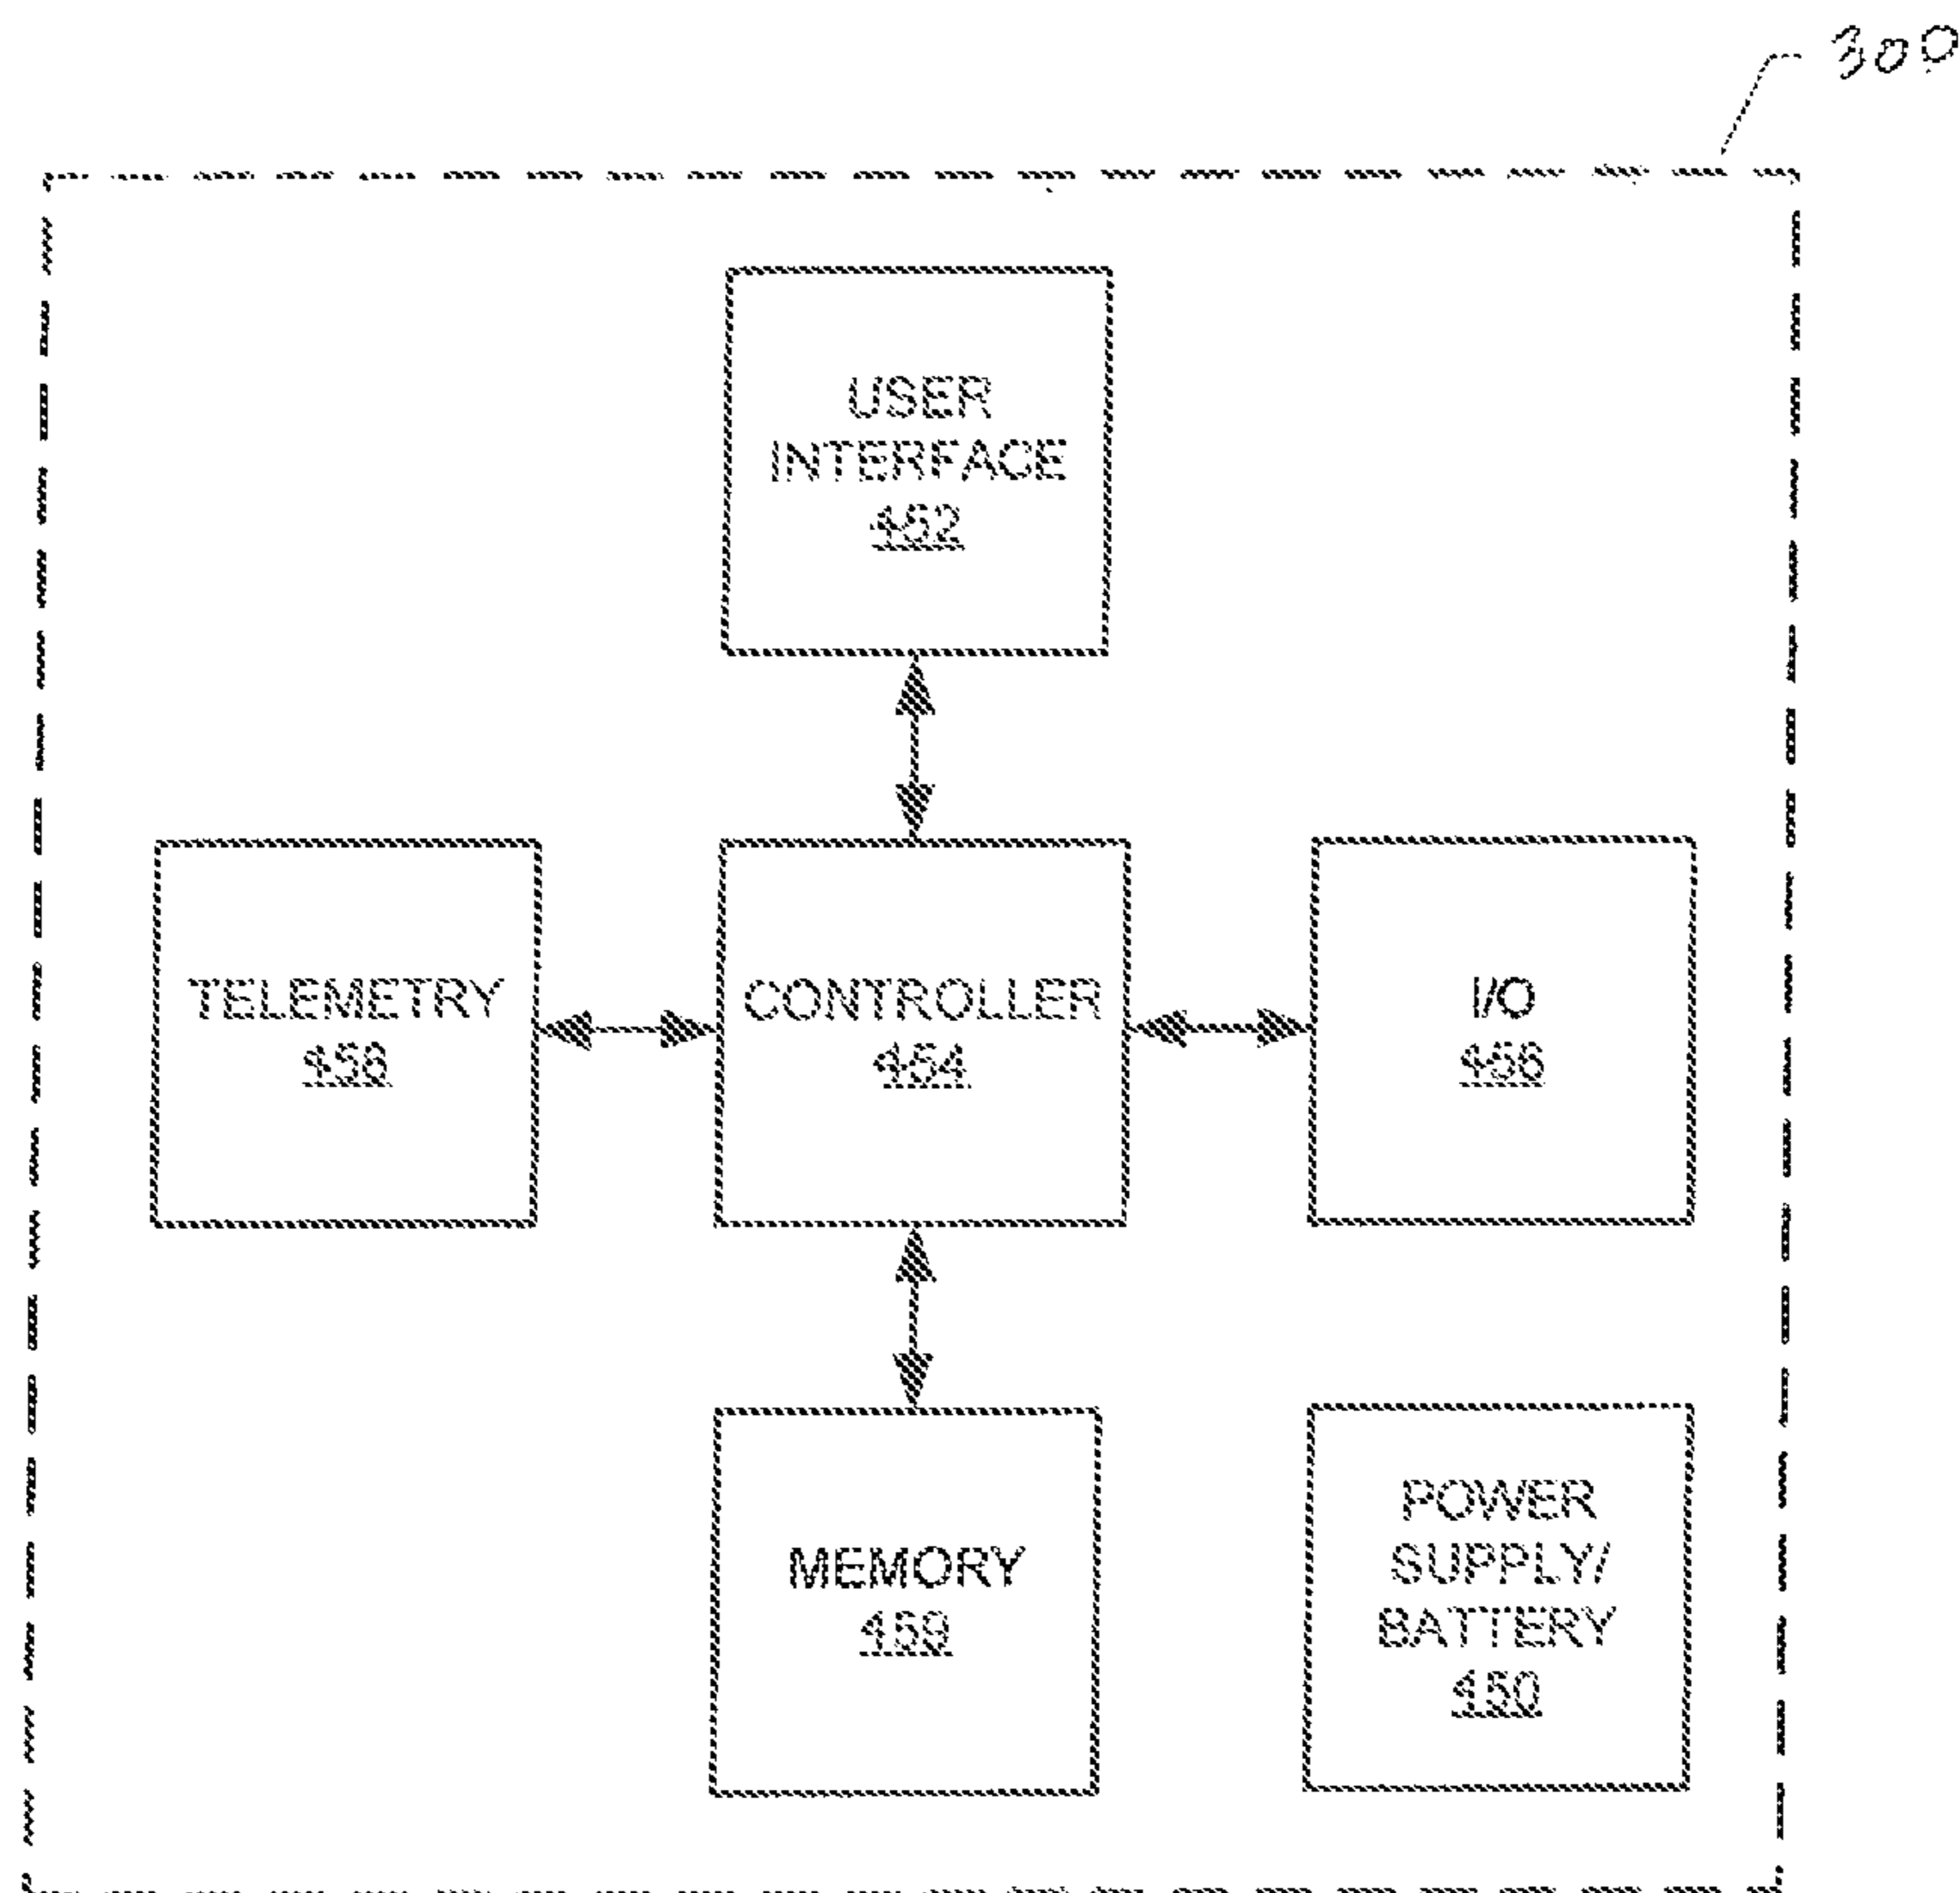 300
USER
INTERFACE
452
TELEMETRY
458
CONTROLLER
454
I/O
456
MEMORY
459
POWER
SUPPLY/
BATTERY
450